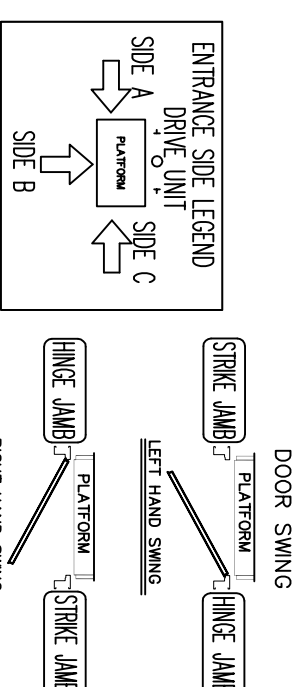 ENTRANCE SIDE LEGEND
DRIVE UNIT
SIDE A
PLATFORM
SIDE C
SIDE B
DOOR SWING
STRIKE JAMB
PLATFORM
HINGE JAMB
LEFT HAND SWING
HINGE JAMB
PLATFORM
STRIKE JAMB